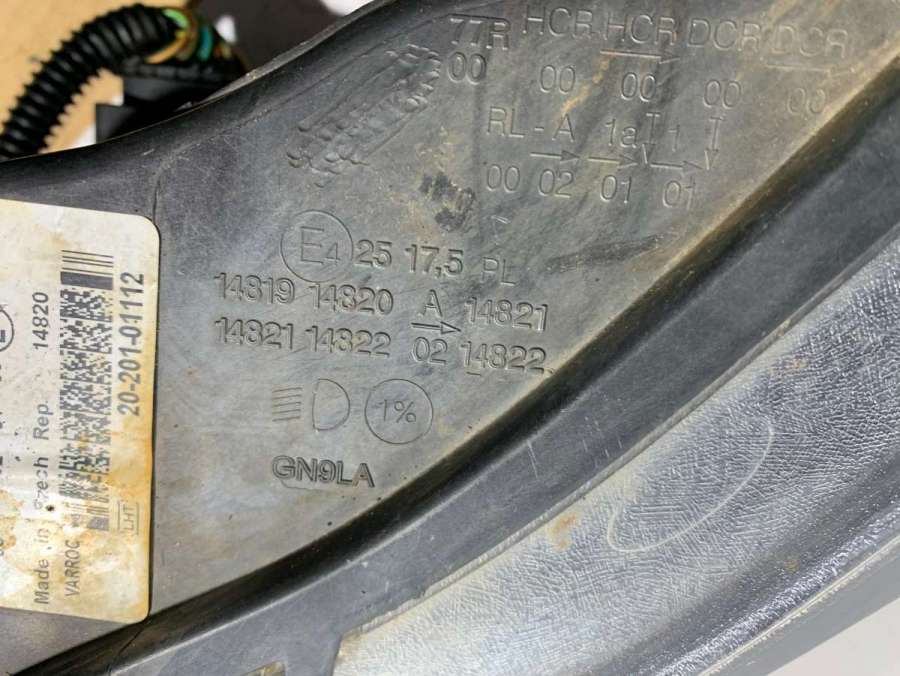 77R HCR HCR DCR DCR
00 00 00 00 00
RL-A 1a 1
00 02 01 01
E4 25 17,5 PL
14819 14820 A 14821
14821 14822 02 14822
1%
GN9LA
14820
20-201-01112
Made in Czech Rep
VARROC
LHT